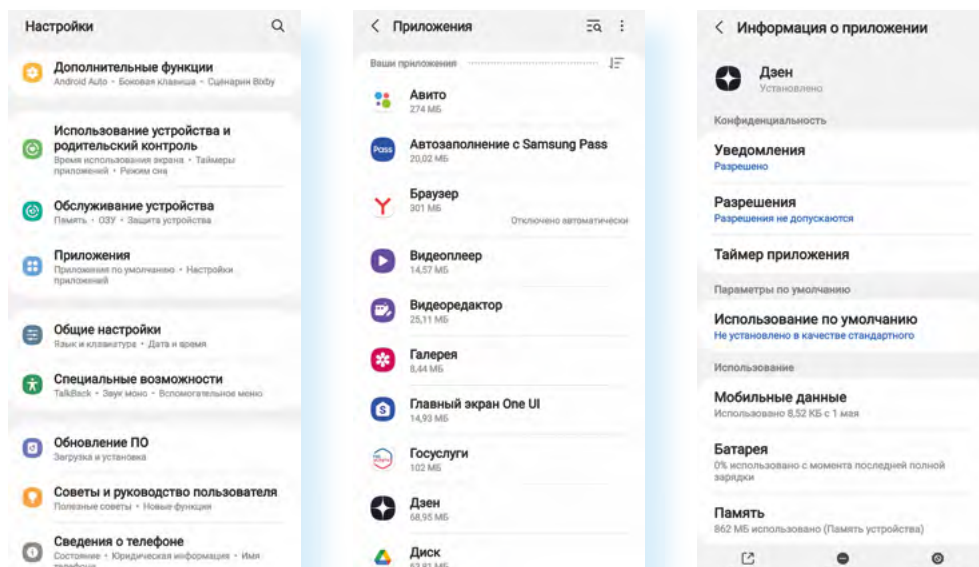 Настройки
Дополнительные функции
Android Auto • Боковая клавиша • Сценарии Bixby
Использование устройства и
родительский контроль
Время использования экрана • Таймеры
приложений • Режим сна
Обслуживание устройства
Память • ОЗУ • Защита устройства
Приложения
Приложения по умолчанию • Настройки
приложений
Общие настройки
Язык и клавиатура • Дата и время
Специальные возможности
TalkBack • Звук моно • Вспомогательное меню
Обновление ПО
Загрузка и установка
Советы и руководство пользователя
Полезные советы • Новые функции
Сведения о телефоне
Состояние • Юридическая информация • Имя
телефона
Приложения
Ваши приложения
Авито
274 МБ
Pass
Автозаполнение с Samsung Pass
20,02 МБ
Браузер
301 МБ
Отключено автоматически
Видеоплеер
14,57 МБ
Видеоредактор
25,11 МБ
Галерея
8,44 МБ
Главный экран One UI
14,93 МБ
Госуслуги
102 МБ
Дзен
68,95 МБ
Диск
63,81 МБ
Информация о приложении
Дзен
Установлено
Конфиденциальность
Уведомления
Разрешено
Разрешения
Разрешения не допускаются
Таймер приложения
Параметры по умолчанию
Использование по умолчанию
Не установлено в качестве стандартного
Использование
Мобильные данные
Использовано 8,52 КБ с 1 мая
Батарея
0% использовано с момента последней полной
зарядки
Память
862 МБ использовано (Память устройства)